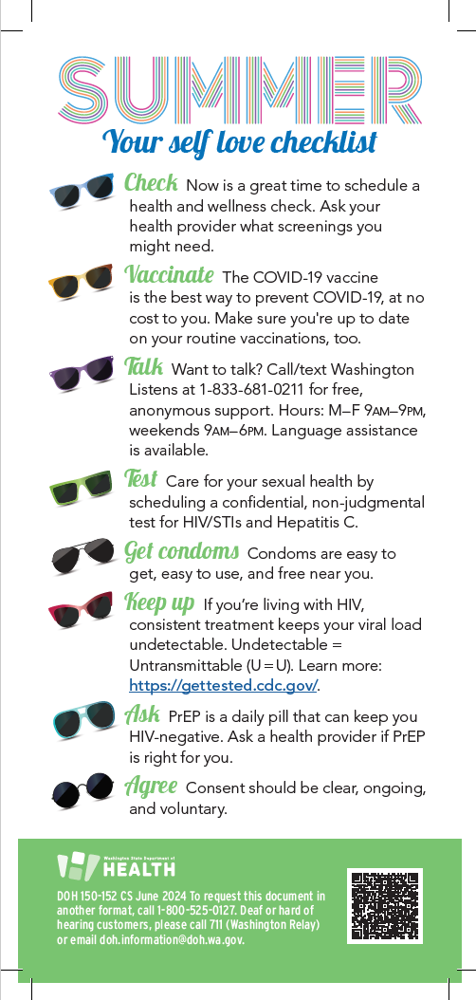 SUMMER
Your self love checklist
Check Now is a great time to schedule a
health and wellness check. Ask your
health provider what screenings you
might need.
Vaccinate The COVID-19 vaccine
is the best way to prevent COVID-19, at no
cost to you. Make sure you're up to date
on your routine vaccinations, too.
Talk Want to talk? Call/text Washington
Listens at 1-833-681-0211 for free,
anonymous support. Hours: M–F 9AM–9PM,
weekends 9AM–6PM. Language assistance
is available.
Test Care for your sexual health by
scheduling a confidential, non-judgmental
test for HIV/STIs and Hepatitis C.
Get condoms Condoms are easy to
get, easy to use, and free near you.
Keep up If you’re living with HIV,
consistent treatment keeps your viral load
undetectable. Undetectable =
Untransmittable (U=U). Learn more:
https://gettested.cdc.gov/.
Ask PrEP is a daily pill that can keep you
HIV-negative. Ask a health provider if PrEP
is right for you.
Agree Consent should be clear, ongoing,
and voluntary.
Washington State Department of
HEALTH
DOH 150-152 CS June 2024 To request this document in
another format, call 1-800-525-0127. Deaf or hard of
hearing customers, please call 711 (Washington Relay)
or email doh.information@doh.wa.gov.